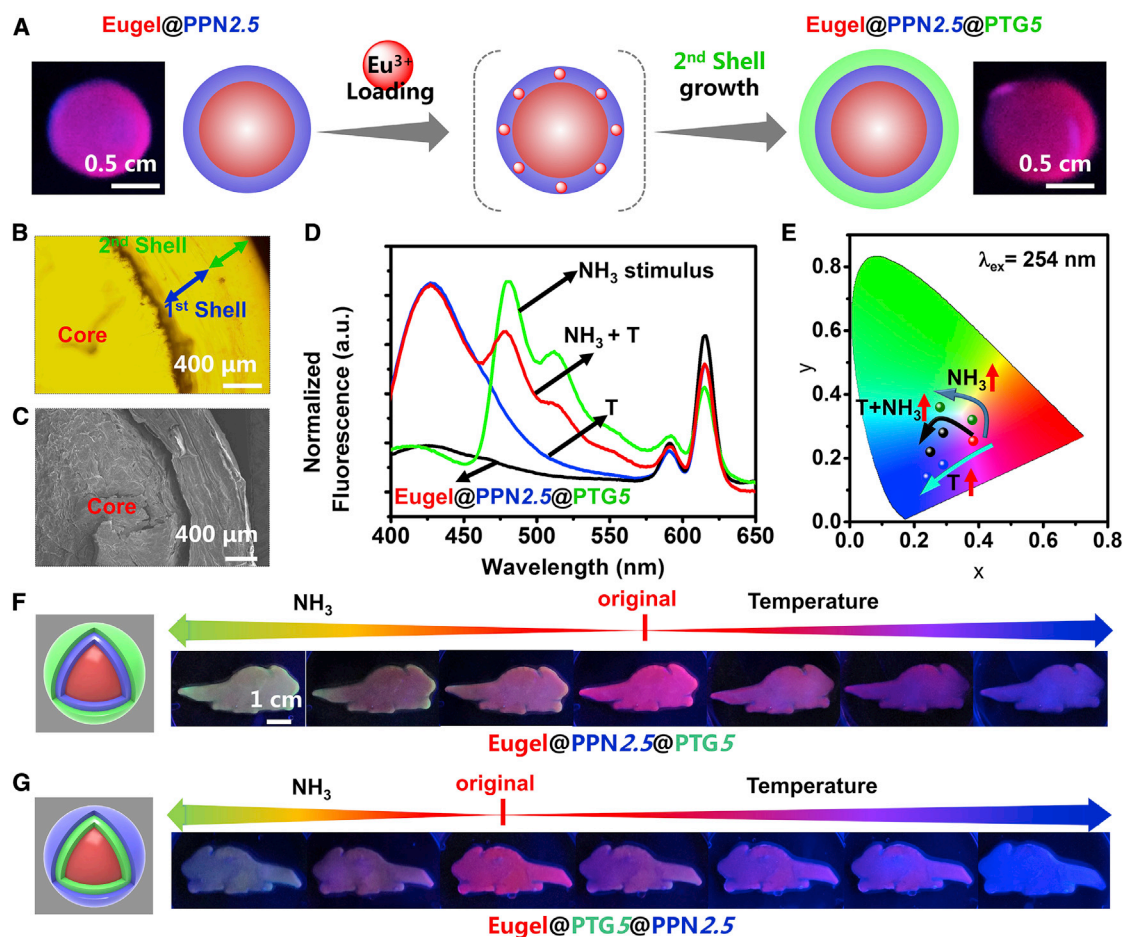 A
Eugel@PPN2.5
Eu3+
Loading
2nd Shell
growth
Eugel@PPN2.5@PTG5
0.5 cm
0.5 cm
B
2nd Shell
1st Shell
Core
400 μm
C
Core
400 μm
D
Normalized
Fluorescence (a.u.)
NH3 stimulus
NH3 + T
T
Eugel@PPN2.5@PTG5
400 450 500 550 600 650
Wavelength (nm)
E
λex= 254 nm
y
0.8
0.6
0.4
0.2
0.0
NH3
T+NH3
T
0.0 0.2 0.4 0.6 0.8
x
F
NH3
original
Temperature
1 cm
Eugel@PPN2.5@PTG5
G
NH3
original
Temperature
Eugel@PTG5@PPN2.5